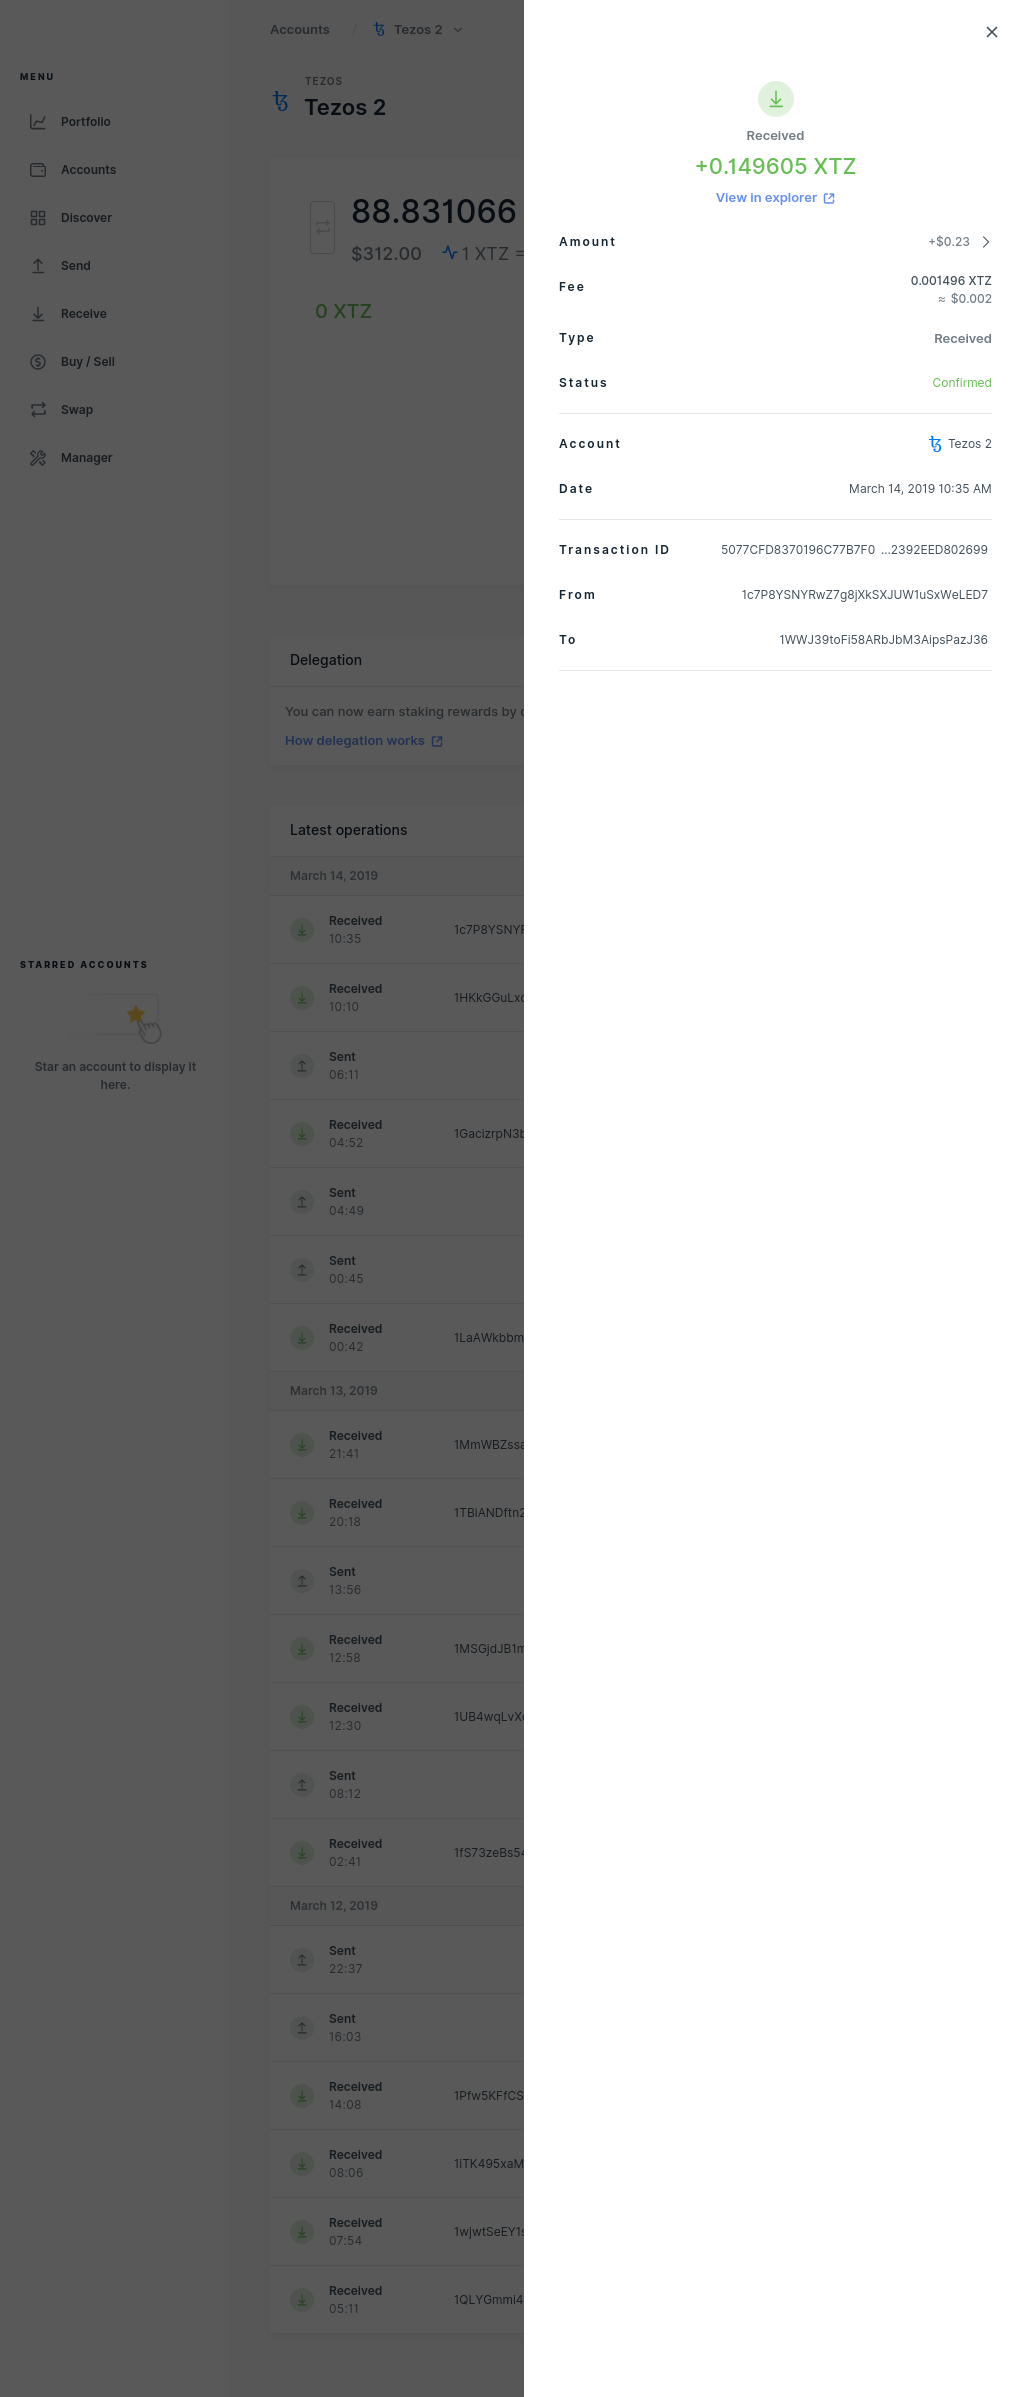 MENU
Portfolio
Accounts
Discover
Send
Receive
Buy / Sell
Swap
Manager
STARRED ACCOUNTS
Star an account to display it
here.
Accounts / Tezos 2
TEZOS
Tezos 2
88.831066
$312.00 1 XTZ =
0 XTZ
Delegation
You can now earn staking rewards by
How delegation works
Latest operations
March 14, 2019
Received
10:35
1c7P8YSNYF
Received
10:10
1HKkGGuLx
Sent
06:11
Received
04:52
1GacizrpN3b
Sent
04:49
Sent
00:45
Received
00:42
1LaAWkbbm
March 13, 2019
Received
21:41
1MmWBZssa
Received
20:18
1TBiANDftn2
Sent
13:56
Received
12:58
1MSGjdJB1m
Received
12:30
1UB4wqLvX
Sent
08:12
Received
02:41
1fS73zeBs54
March 12, 2019
Sent
22:37
Sent
16:03
Received
14:08
1Pfw5KFfCS
Received
08:06
1iTK495xaM
Received
07:54
1wjwtSeEY1s
Received
05:11
1QLYGmmi4
Received
+0.149605 XTZ
View in explorer
Amount +$0.23
Fee 0.001496 XTZ
≈ $0.002
Type Received
Status Confirmed
Account Tezos 2
Date March 14, 2019 10:35 AM
Transaction ID 5077CFD8370196C77B7F0 ...2392EED802699
From 1c7P8YSNYRwZ7g8jXkSXJUW1uSxWeLED7
To 1WWJ39toFi58ARbJbM3AipsPazJ36